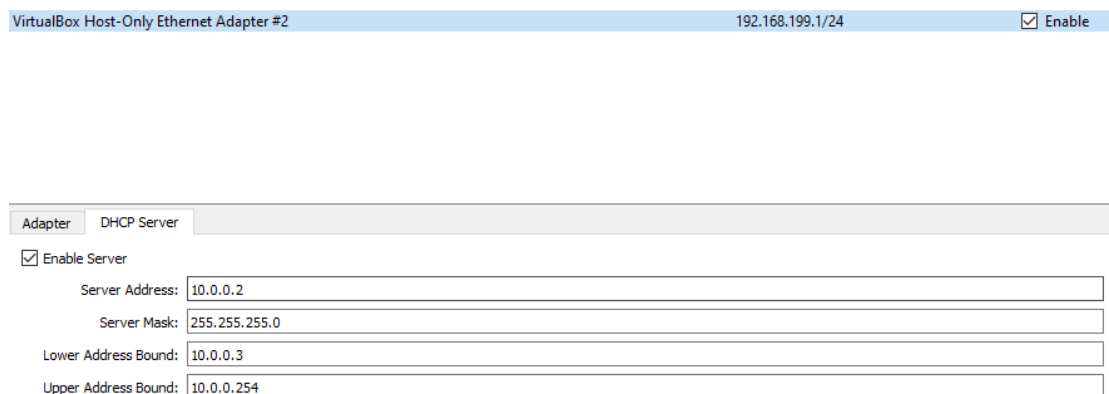 VirtualBox Host-Only Ethernet Adapter #2 192.168.199.1/24 Enable
Adapter DHCP Server
Enable Server
Server Address: 10.0.0.2
Server Mask: 255.255.255.0
Lower Address Bound: 10.0.0.3
Upper Address Bound: 10.0.0.254